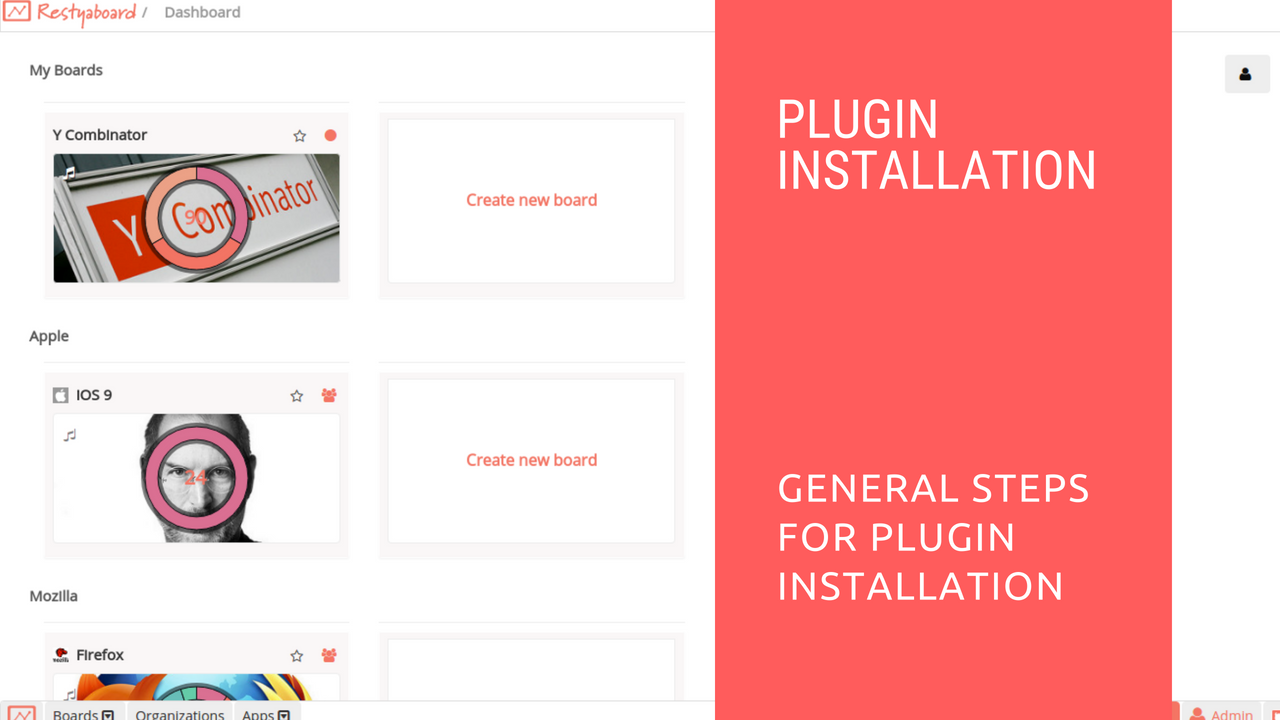 Restyaboard / Dashboard
My Boards
Y Combinator
Y Combinator
90
Create new board
Apple
IOS 9
24
Create new board
Mozilla
Firefox
mozilla
Boards Organizations Apps
Admin
PLUGIN
INSTALLATION
GENERAL STEPS
FOR PLUGIN
INSTALLATION